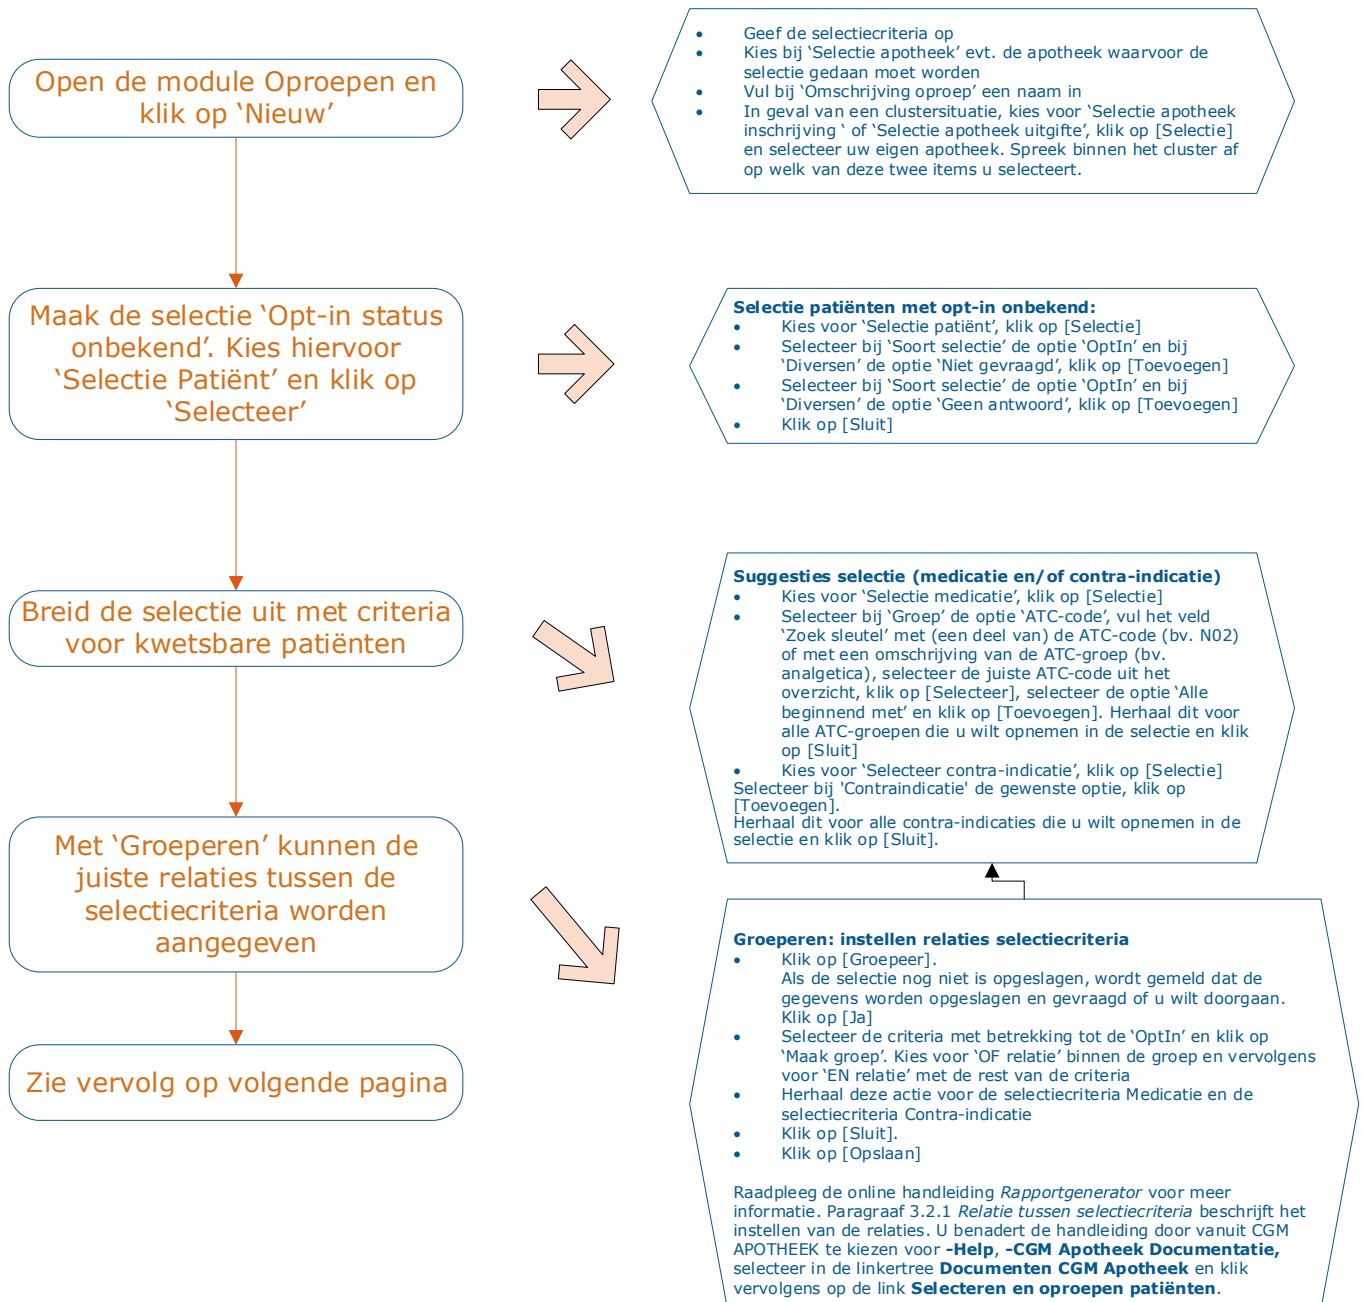 Open de module Oproepen en
klik op ‘Nieuw’
• Geef de selectiecriteria op
• Kies bij ‘Selectie apotheek’ evt. de apotheek waarvoor de
selectie gedaan moet worden
• Vul bij ‘Omschrijving oproep’ een naam in
• In geval van een clustersituatie, kies voor ‘Selectie apotheek
inschrijving ‘ of ‘Selectie apotheek uitgifte’, klik op [Selectie]
en selecteer uw eigen apotheek. Spreek binnen het cluster af
op welk van deze twee items u selecteert.
Maak de selectie ‘Opt-in status
onbekend’. Kies hiervoor
‘Selectie Patiënt’ en klik op
‘Selecteer’
Selectie patiënten met opt-in onbekend:
• Kies voor ‘Selectie patiënt’, klik op [Selectie]
• Selecteer bij ‘Soort selectie’ de optie ‘OptIn’ en bij
‘Diversen’ de optie ‘Niet gevraagd’, klik op [Toevoegen]
• Selecteer bij ‘Soort selectie’ de optie ‘OptIn’ en bij
‘Diversen’ de optie ‘Geen antwoord’, klik op [Toevoegen]
• Klik op [Sluit]
Breid de selectie uit met criteria
voor kwetsbare patiënten
Suggesties selectie (medicatie en/of contra-indicatie)
• Kies voor ‘Selectie medicatie’, klik op [Selectie]
• Selecteer bij ‘Groep’ de optie ‘ATC-code’, vul het veld
‘Zoek sleutel’ met (een deel van) de ATC-code (bv. N02)
of met een omschrijving van de ATC-groep (bv.
analgetica), selecteer de juiste ATC-code uit het
overzicht, klik op [Selecteer], selecteer de optie ‘Alle
beginnend met’ en klik op [Toevoegen]. Herhaal dit voor
alle ATC-groepen die u wilt opnemen in de selectie en klik
op [Sluit]
• Kies voor ‘Selecteer contra-indicatie’, klik op [Selectie]
Selecteer bij 'Contraindicatie' de gewenste optie, klik op
[Toevoegen].
Herhaal dit voor alle contra-indicaties die u wilt opnemen in de
selectie en klik op [Sluit].
Met ‘Groeperen’ kunnen de
juiste relaties tussen de
selectiecriteria worden
aangegeven
Groeperen: instellen relaties selectiecriteria
• Klik op [Groepeer].
Als de selectie nog niet is opgeslagen, wordt gemeld dat de
gegevens worden opgeslagen en gevraagd of u wilt doorgaan.
Klik op [Ja]
• Selecteer de criteria met betrekking tot de ‘OptIn’ en klik op
‘Maak groep’. Kies voor ‘OF relatie’ binnen de groep en vervolgens
voor ‘EN relatie’ met de rest van de criteria
• Herhaal deze actie voor de selectiecriteria Medicatie en de
selectiecriteria Contra-indicatie
• Klik op [Sluit].
• Klik op [Opslaan]
Raadpleeg de online handleiding Rapportgenerator voor meer
informatie. Paragraaf 3.2.1 Relatie tussen selectiecriteria beschrijft het
instellen van de relaties. U benadert de handleiding door vanuit CGM
APOTHEEK te kiezen voor -Help, -CGM Apotheek Documentatie,
selecteer in de linkertree Documenten CGM Apotheek en klik
vervolgens op de link Selecteren en oproepen patiënten.
Zie vervolg op volgende pagina